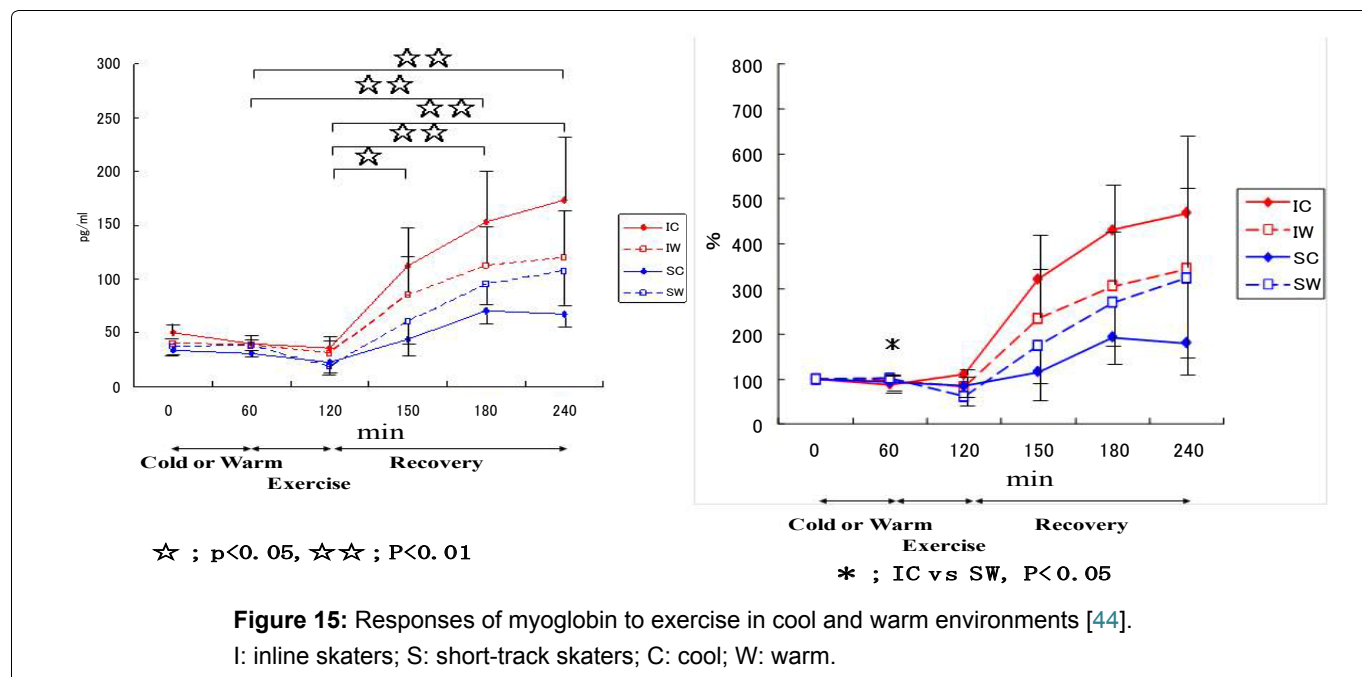 ☆☆
☆☆
☆☆
☆☆
☆
300
250
200
150
100
50
0
pg/ml
0 60 120 150 180 240
min
Cold or Warm
Exercise
Recovery
IC
IW
SC
SW
☆ ; p<0.05, ☆☆ ; P<0.01
800
700
600
500
400
300
200
100
0
%
*
0 60 120 150 180 240
min
Cold or Warm
Exercise
Recovery
IC
IW
SC
SW
* ; IC vs SW, P<0.05
Figure 15: Responses of myoglobin to exercise in cool and warm environments [44].
I: inline skaters; S: short-track skaters; C: cool; W: warm.